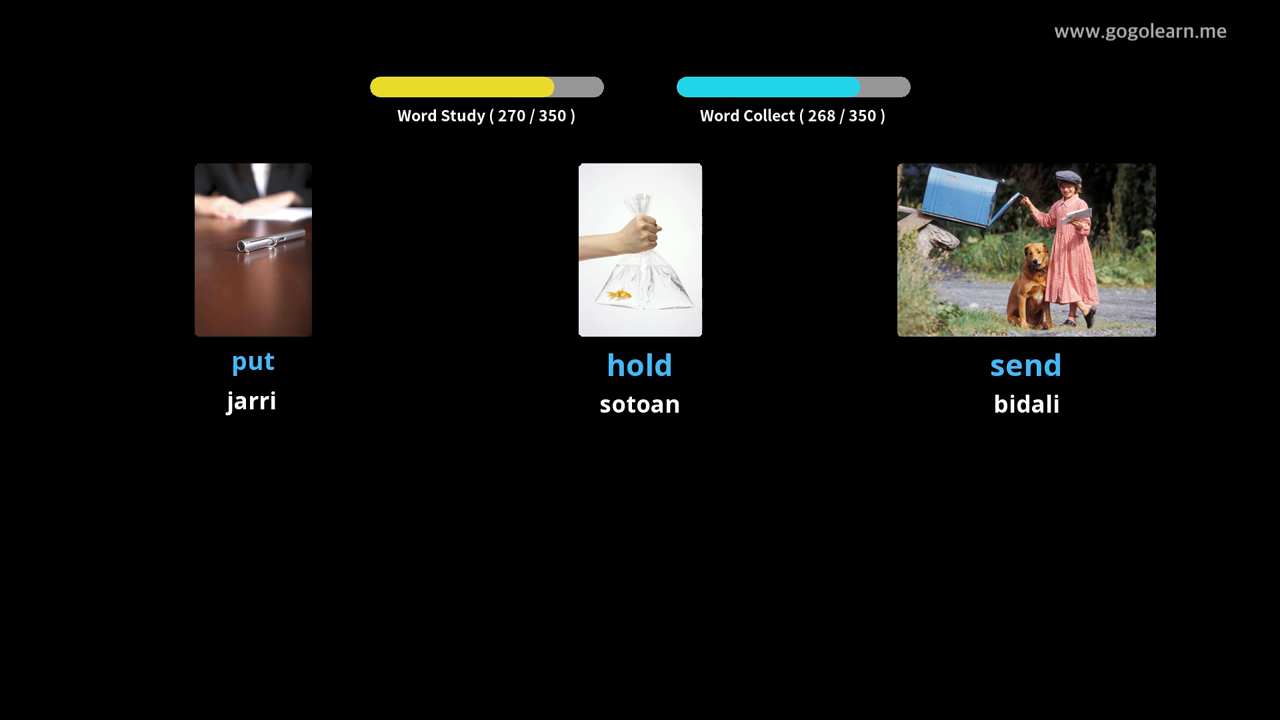 www.gogolearn.me
Word Study ( 270 / 350 )
Word Collect ( 268 / 350 )
put
jarri
hold
sotoan
send
bidali